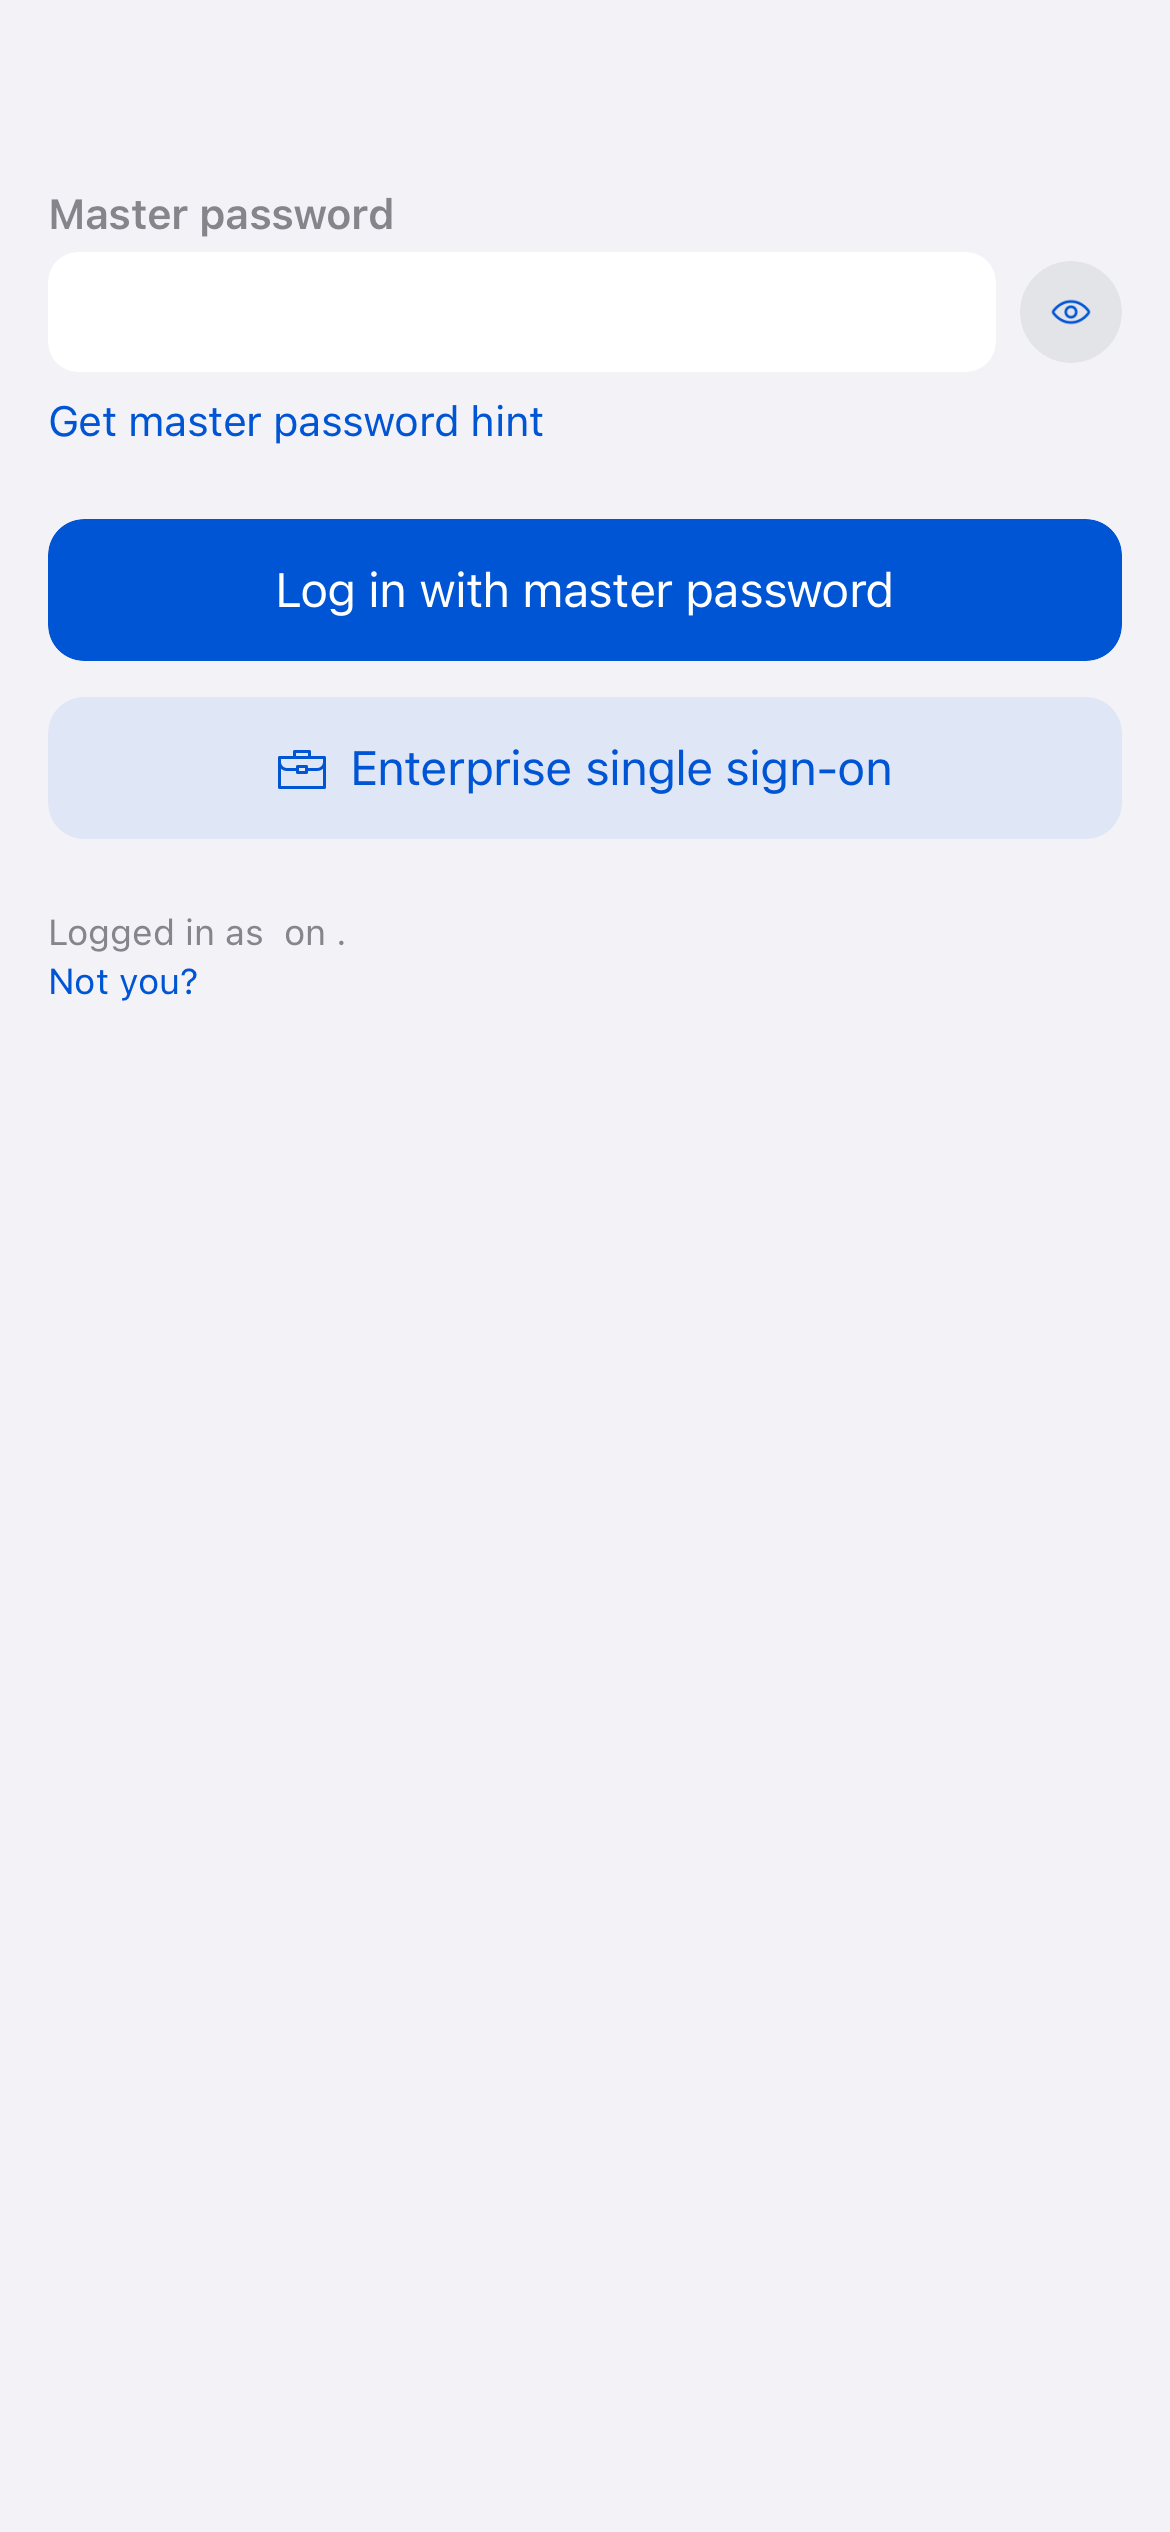 Master password
Get master password hint
Log in with master password
Enterprise single sign-on
Logged in as  on .
Not you?